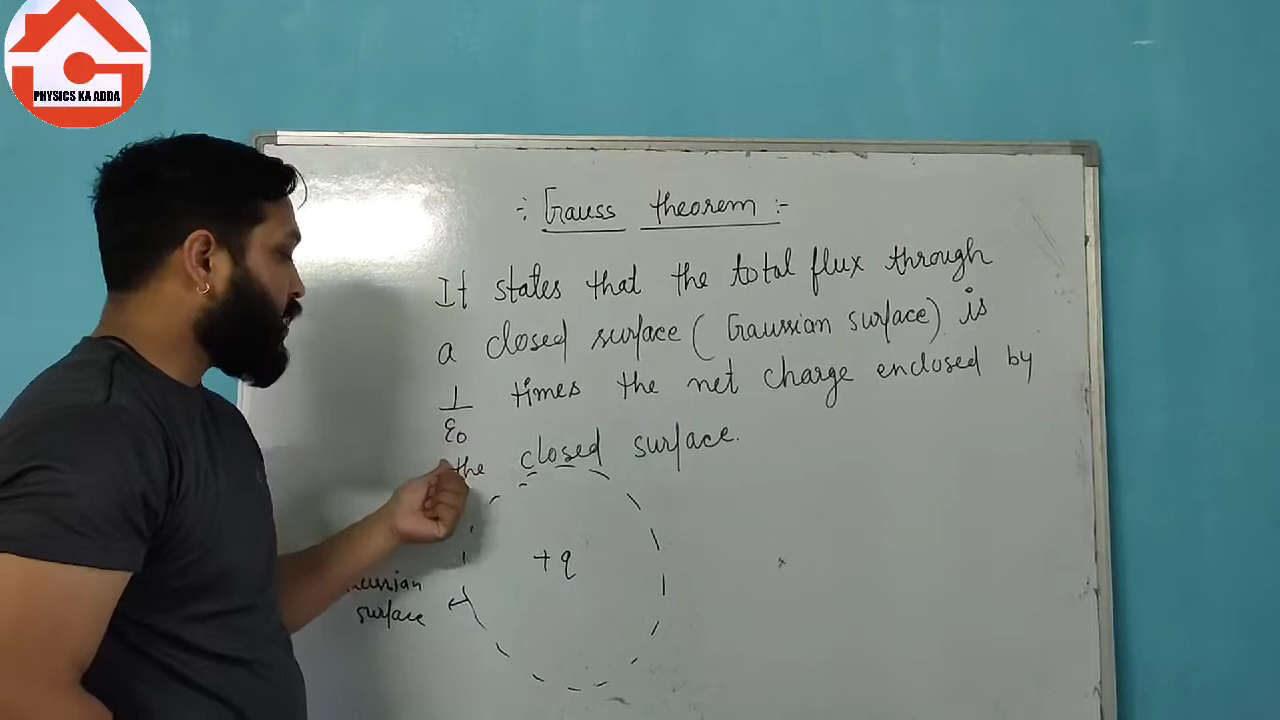 PHYSICS KA ADDA
:- Gauss theorem :-
It states that the total flux through
a closed surface ( Gaussian surface) is
1/ε0 times the net charge enclosed by
the closed surface.
+q
surface